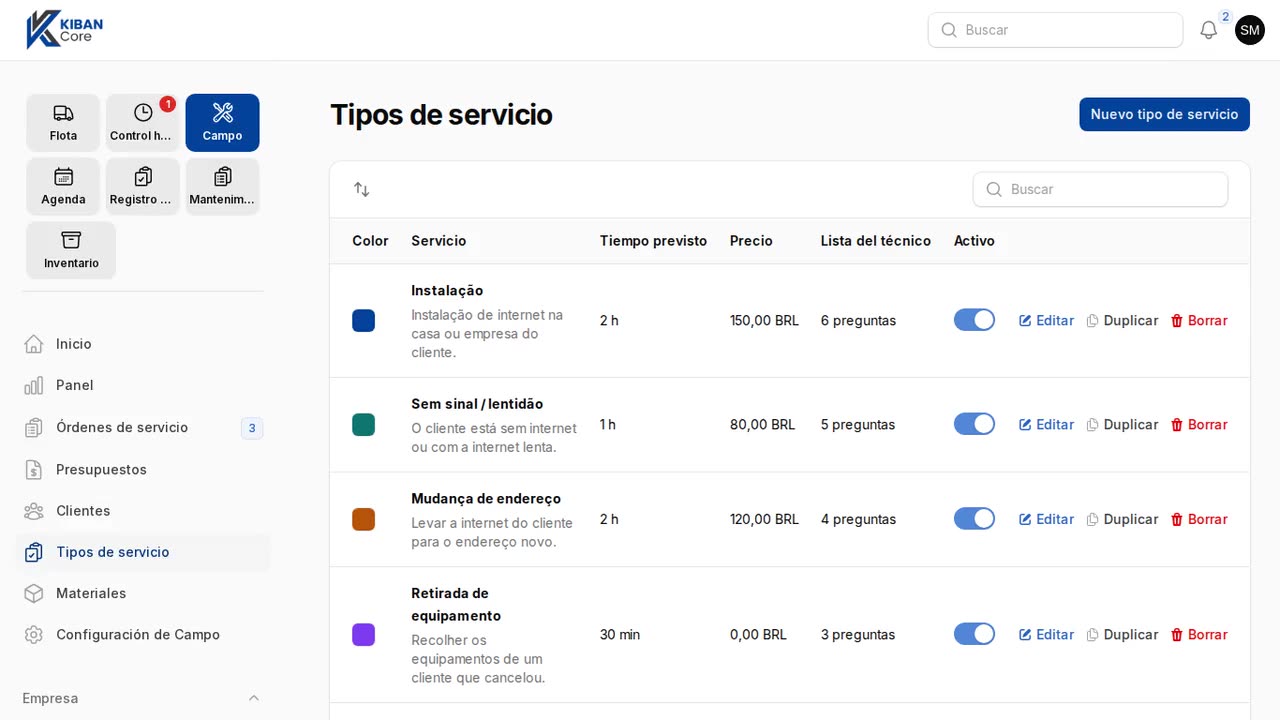 KIBAN
Core
Buscar
2
SM
Flota
1
Control h...
Campo
Agenda
Registro ...
Mantenim...
Inventario
Inicio
Panel
Órdenes de servicio
3
Presupuestos
Clientes
Tipos de servicio
Materiales
Configuración de Campo
Empresa
Tipos de servicio
Nuevo tipo de servicio
Buscar
Color Servicio Tiempo previsto Precio Lista del técnico Activo
Instalação
Instalação de internet na
casa ou empresa do
cliente.
2 h 150,00 BRL 6 preguntas Editar Duplicar Borrar
Sem sinal / lentidão
O cliente está sem internet
ou com a internet lenta.
1 h 80,00 BRL 5 preguntas Editar Duplicar Borrar
Mudança de endereço
Levar a internet do cliente
para o endereço novo.
2 h 120,00 BRL 4 preguntas Editar Duplicar Borrar
Retirada de
equipamento
Recolher os
equipamentos de um
cliente que cancelou.
30 min 0,00 BRL 3 preguntas Editar Duplicar Borrar